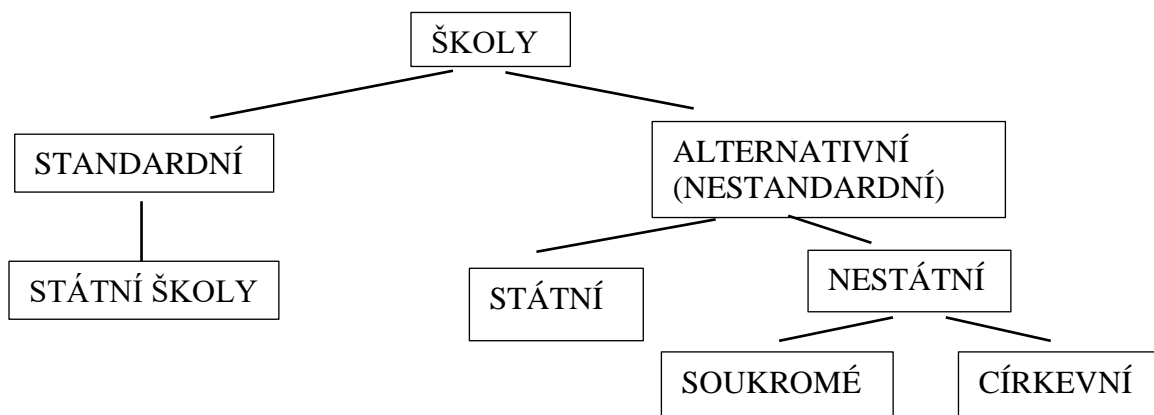 ŠKOLY
STANDARDNÍ
ALTERNATIVNÍ
(NESTANDARDNÍ)
STÁTNÍ ŠKOLY
STÁTNÍ
NESTÁTNÍ
SOUKROMÉ
CÍRKEVNÍ